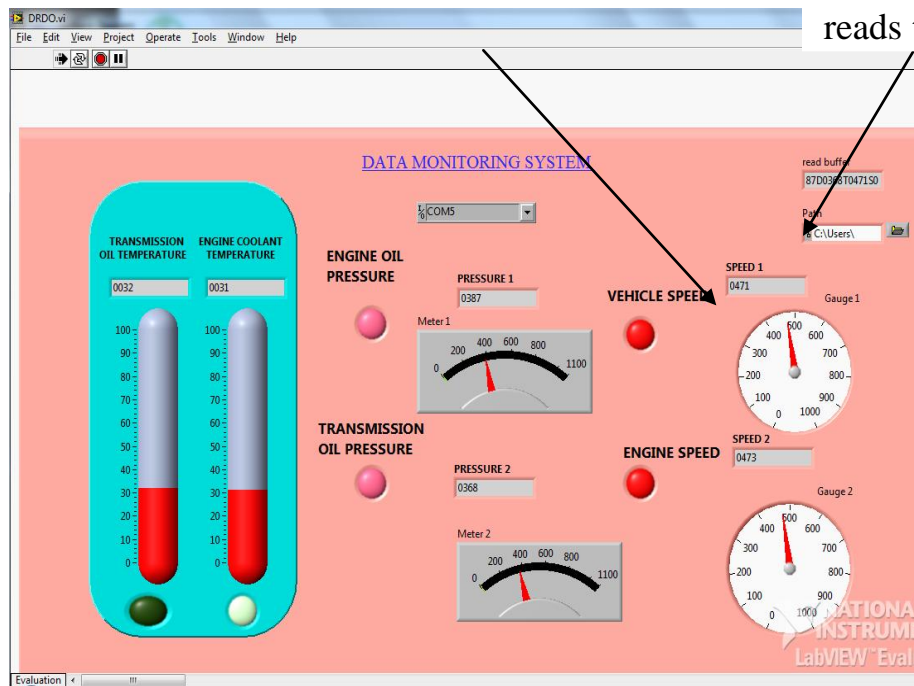 DRDO.vi
reads
File Edit View Project Operate Tools Window Help
DATA MONITORING SYSTEM
read buffer
87D0368T0471S0
COM5
Path
C:\Users\
TRANSMISSION OIL TEMPERATURE
ENGINE COOLANT TEMPERATURE
0032
0031
100
90
80
70
60
50
40
30
20
10
0
100
90
80
70
60
50
40
30
20
10
0
ENGINE OIL
PRESSURE
PRESSURE 1
0387
Meter1
0 200 400 600 800 1100
VEHICLE SPEED
SPEED 1
0471
Gauge 1
0 100 200 300 400 500 600 700 800 900 1000
TRANSMISSION
OIL PRESSURE
PRESSURE 2
0368
Meter 2
0 200 400 600 800 1100
ENGINE SPEED
SPEED 2
0473
Gauge 2
0 100 200 300 400 500 600 700 800 900 1000
NATIONA
INSTRUM
LabVIEW™ Eval
Evaluation